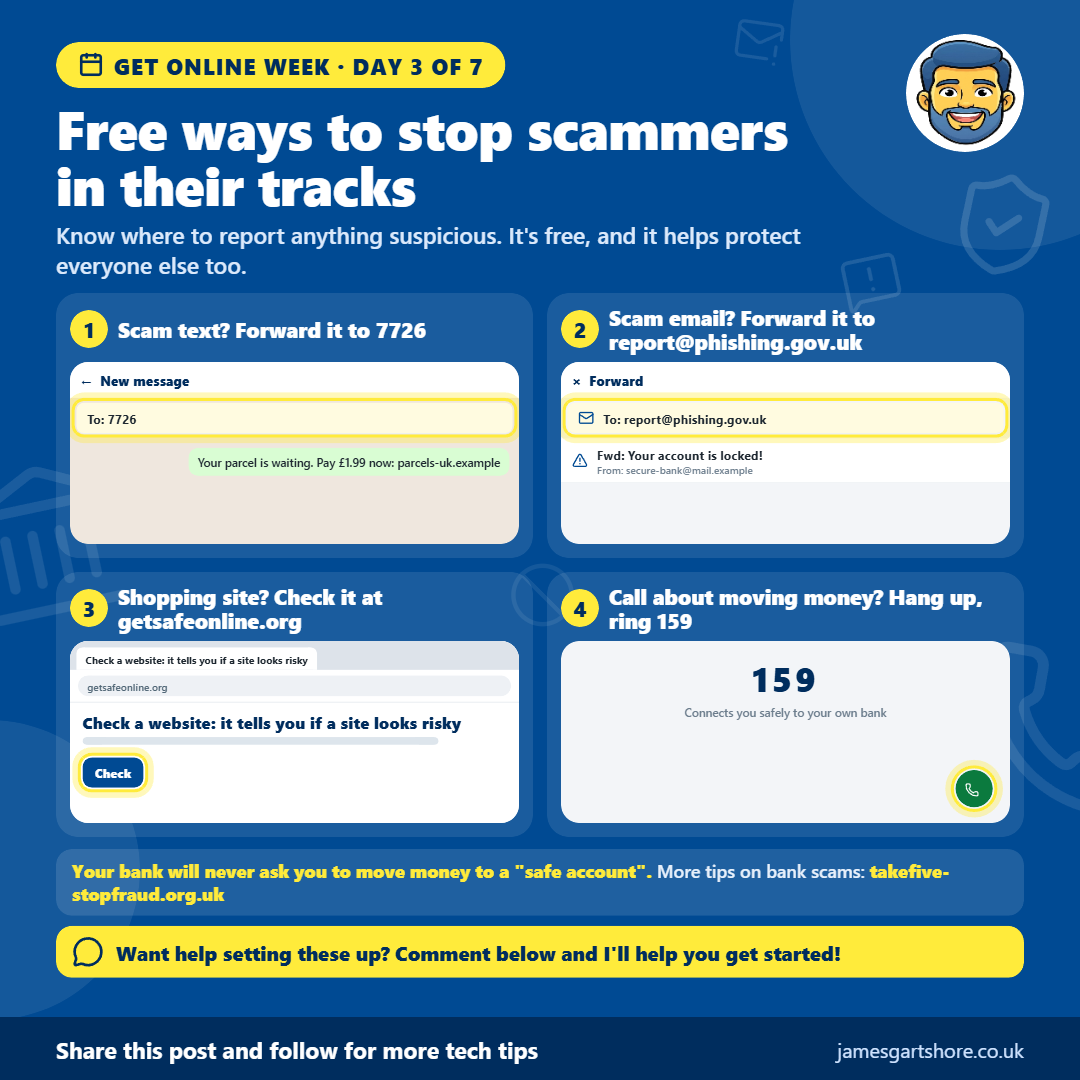 GET ONLINE WEEK · DAY 3 OF 7
Free ways to stop scammers
in their tracks
Know where to report anything suspicious. It's free, and it helps protect
everyone else too.
1 Scam text? Forward it to 7726
← New message
To: 7726
Your parcel is waiting. Pay £1.99 now: parcels-uk.example
2 Scam email? Forward it to
report@phishing.gov.uk
× Forward
To: report@phishing.gov.uk
Fwd: Your account is locked!
From: secure-bank@mail.example
3 Shopping site? Check it at
getsafeonline.org
Check a website: it tells you if a site looks risky
getsafeonline.org
Check a website: it tells you if a site looks risky
Check
4 Call about moving money? Hang up,
ring 159
159
Connects you safely to your own bank
Your bank will never ask you to move money to a "safe account". More tips on bank scams: takefive-
stopfraud.org.uk
Want help setting these up? Comment below and I'll help you get started!
Share this post and follow for more tech tips
jamesgartshore.co.uk